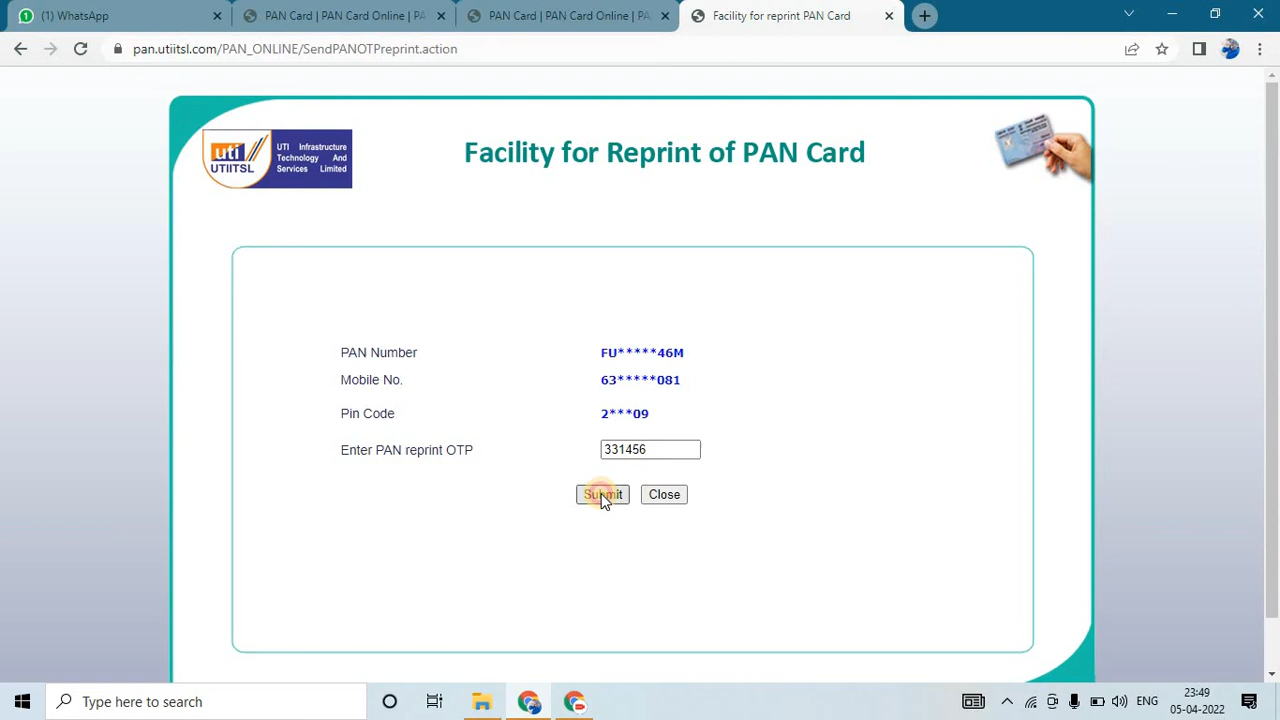 (1) WhatsApp
PAN Card | PAN Card Online | PA
PAN Card | PAN Card Online | PA
Facility for reprint PAN Card
pan.utiitsl.com/PAN_ONLINE/SendPANOTPreprint.action
uti
UTIITSL
UTI Infrastructure
Technology And
Services Limited
Facility for Reprint of PAN Card
PAN Number FU*****46M
Mobile No. 63*****081
Pin Code 2***09
Enter PAN reprint OTP 331456
Submit Close
Type here to search
ENG
23:49
05-04-2022